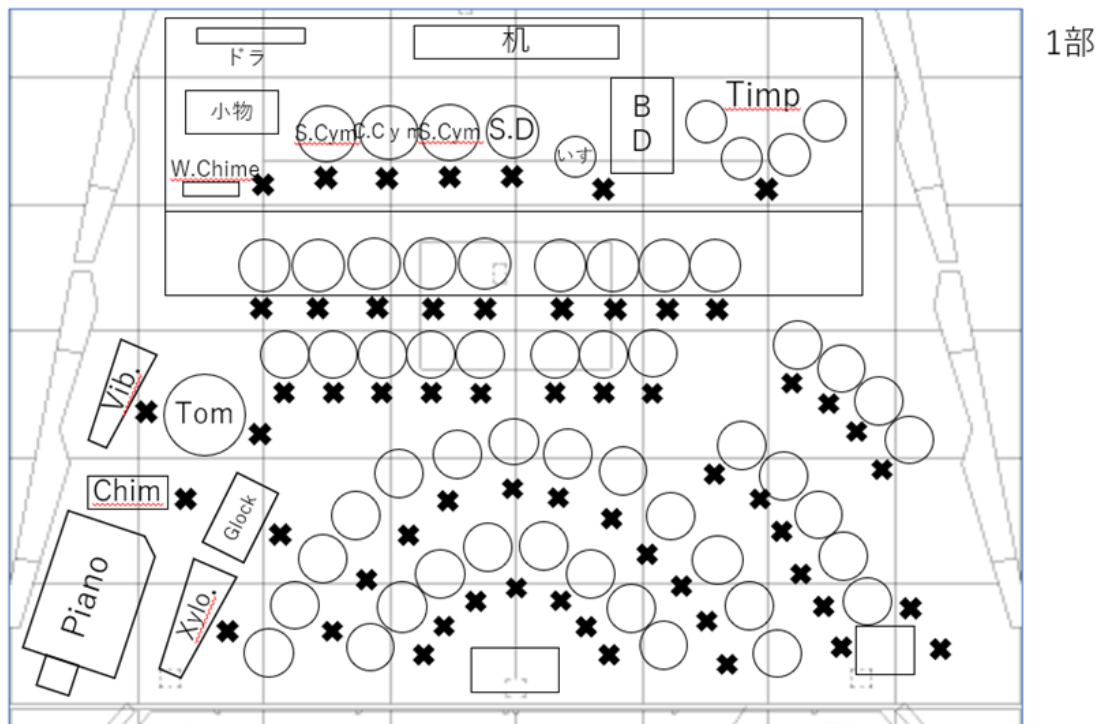 1部
ドラ
机
小物
S.Cym
C.Cym
S.Cym
S.D
いす
B
D
Timp
W.Chime
Vib.
Tom
Chim
Glock
Piano
Xylo.